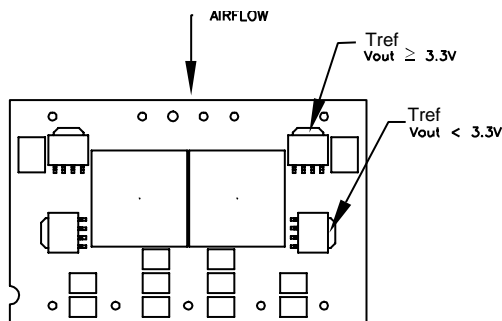 AIRFLOW
Tref
Vout ≥ 3.3V
Tref
Vout < 3.3V